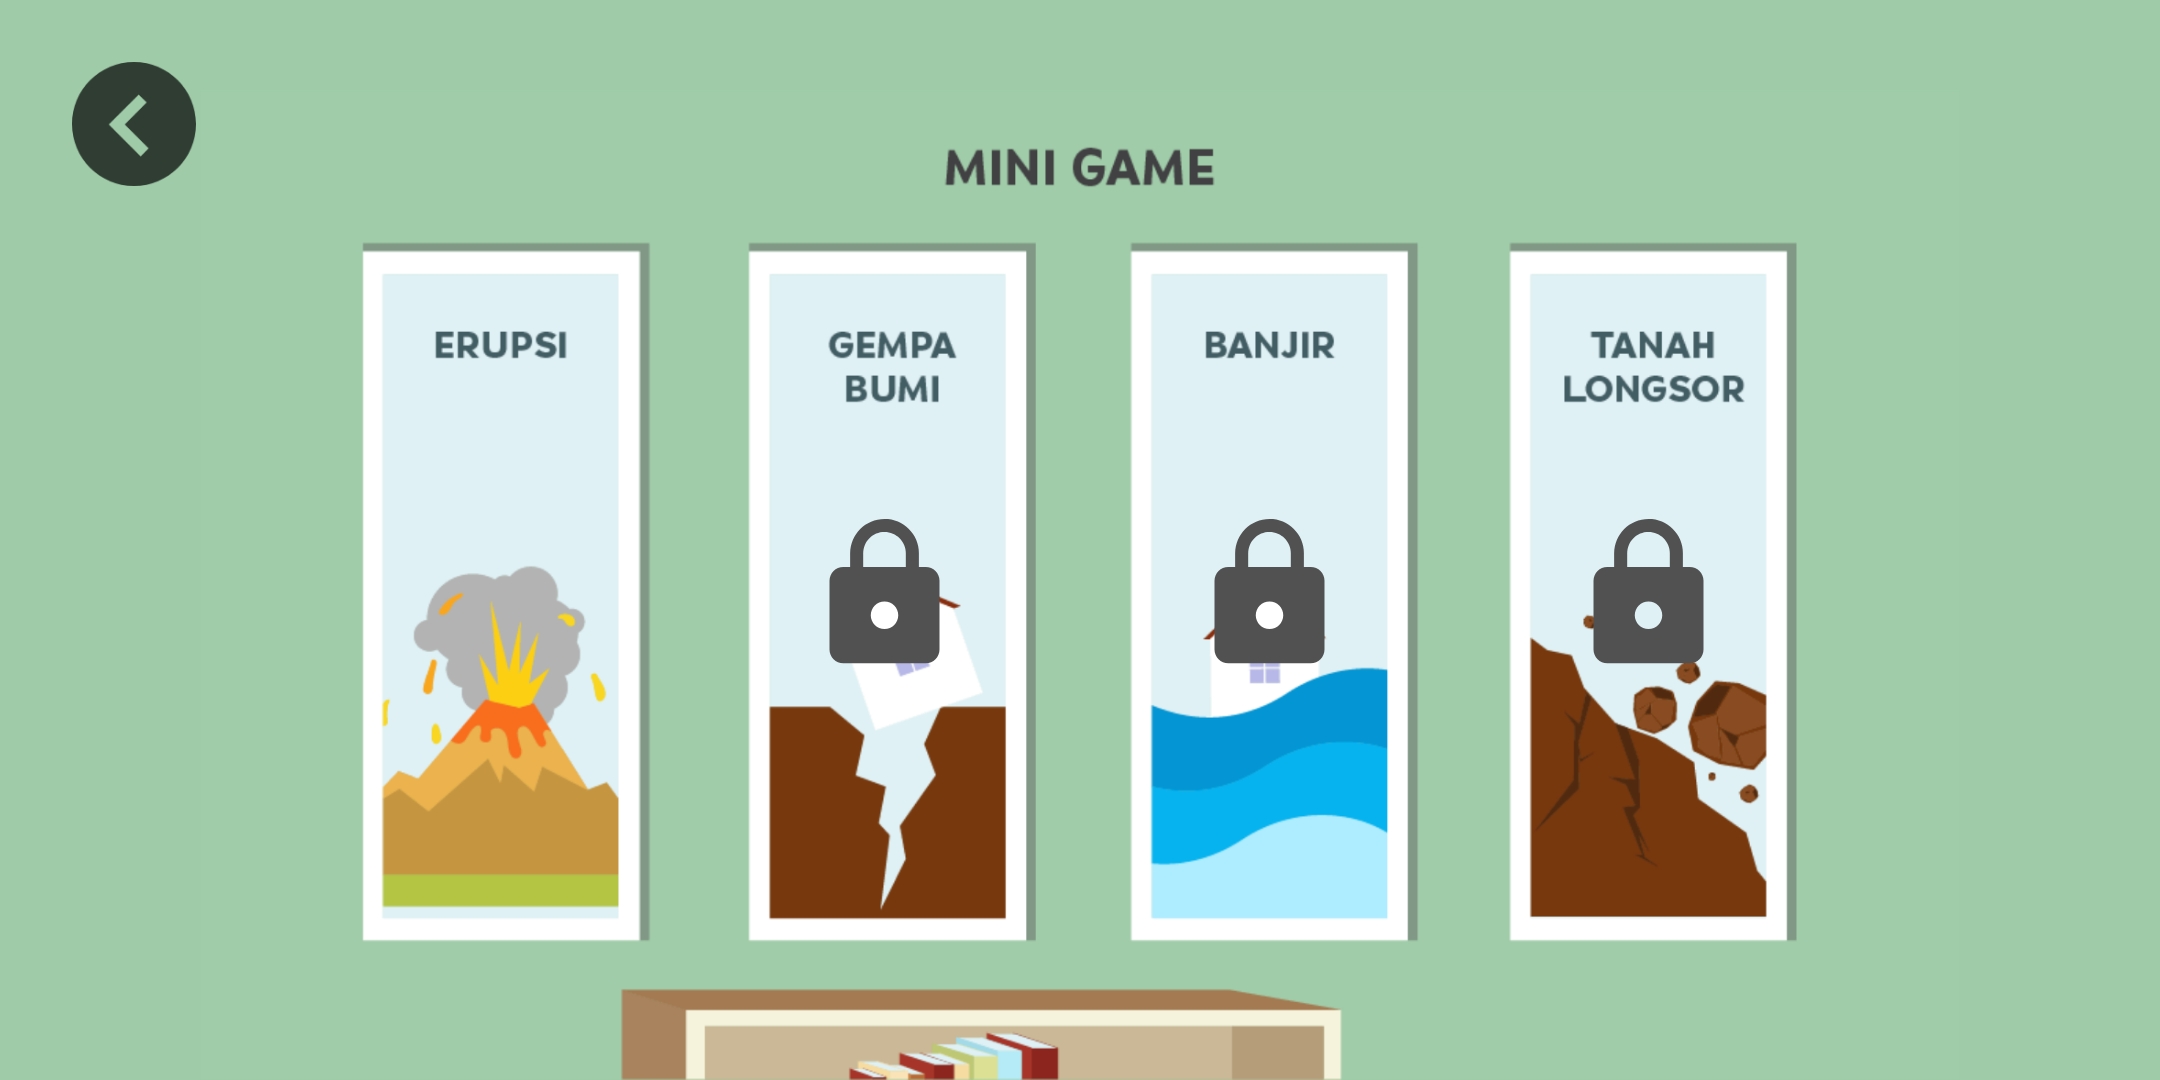 MINI GAME
ERUPSI
GEMPA
BUMI
BANJIR
TANAH
LONGSOR